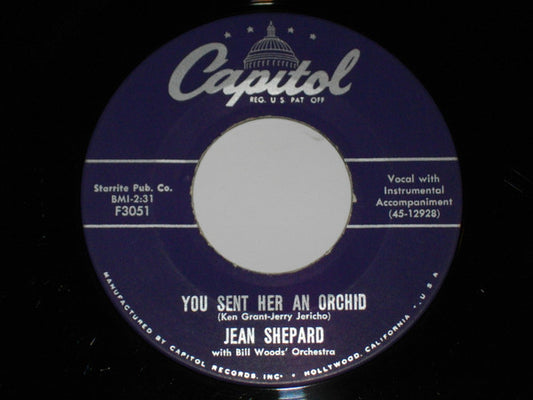 Capitol
REG. U.S. PAT. OFF.
Starrite Pub. Co.
BMI-2:31
F3051
Vocal with
Instrumental
Accompaniment
(45-12928)
YOU SENT HER AN ORCHID
(Ken Grant-Jerry Jericho)
JEAN SHEPARD
with Bill Woods' Orchestra
MANUFACTURED BY CAPITOL RECORDS, INC. • HOLLYWOOD, CALIFORNIA • U.S.A.